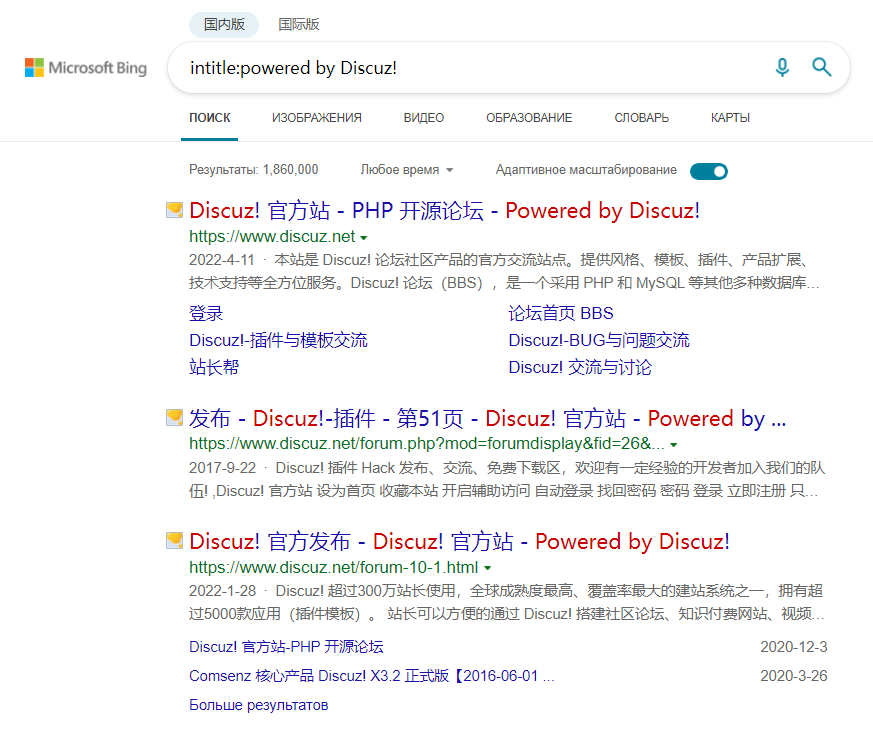 国内版 国际版
Microsoft Bing
intitle:powered by Discuz!
ПОИСК ИЗОБРАЖЕНИЯ ВИДЕО ОБРАЗОВАНИЕ СЛОВАРЬ КАРТЫ
Результаты: 1,860,000 Любое время Адаптивное масштабирование
Discuz! 官方站 - PHP 开源论坛 - Powered by Discuz!
https://www.discuz.net
2022-4-11 · 本站是 Discuz! 论坛社区产品的官方交流站点。提供风格、模板、插件、产品扩展、
技术支持等全方位服务。Discuz! 论坛（BBS），是一个采用 PHP 和 MySQL 等其他多种数据库…
登录 论坛首页 BBS
Discuz!-插件与模板交流 Discuz!-BUG与问题交流
站长帮 Discuz! 交流与讨论
发布 - Discuz!-插件 - 第51页 - Discuz! 官方站 - Powered by ...
https://www.discuz.net/forum.php?mod=forumdisplay&fid=26&...
2017-9-22 · Discuz! 插件 Hack 发布、交流、免费下载区，欢迎有一定经验的开发者加入我们的队
伍! ,Discuz! 官方站 设为首页 收藏本站 开启辅助访问 自动登录 找回密码 密码 登录 立即注册 只…
Discuz! 官方发布 - Discuz! 官方站 - Powered by Discuz!
https://www.discuz.net/forum-10-1.html
2022-1-28 · Discuz! 超过300万站长使用，全球成熟度最高、覆盖率最大的建站系统之一，拥有超
过5000款应用（插件模板）。 站长可以方便的通过 Discuz! 搭建社区论坛、知识付费网站、视频…
Discuz! 官方站-PHP 开源论坛 2020-12-3
Comsenz 核心产品 Discuz! X3.2 正式版【2016-06-01 ... 2020-3-26
Больше результатов